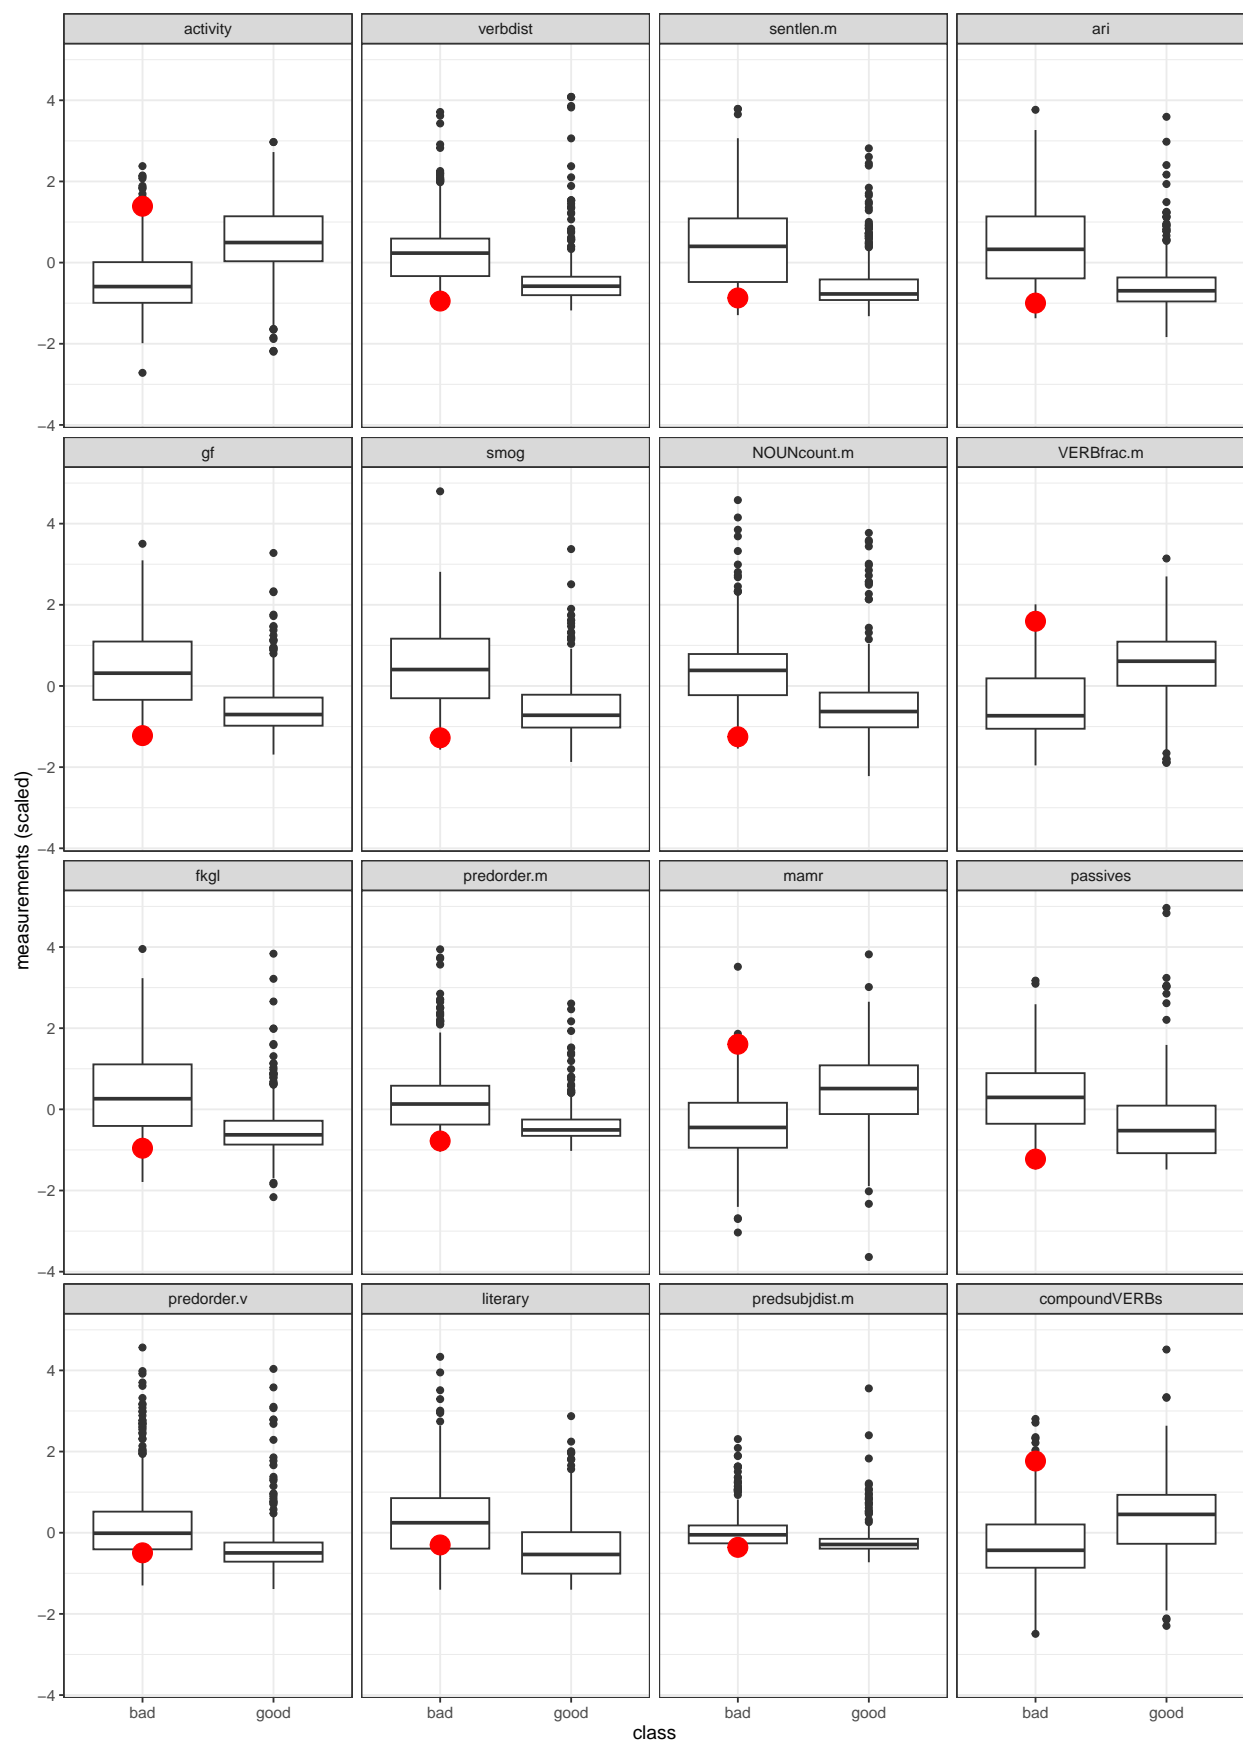 activity verbdist sentlen.m ari
4
2
0
−2
−4
gf smog NOUNcount.m VERBfrac.m
4
2
0
−2
−4
measurements (scaled)
fkgl predorder.m mamr passives
4
2
0
−2
−4
predorder.v literary predsubjdist.m compoundVERBs
4
2
0
−2
−4
bad good bad good bad good bad good
class